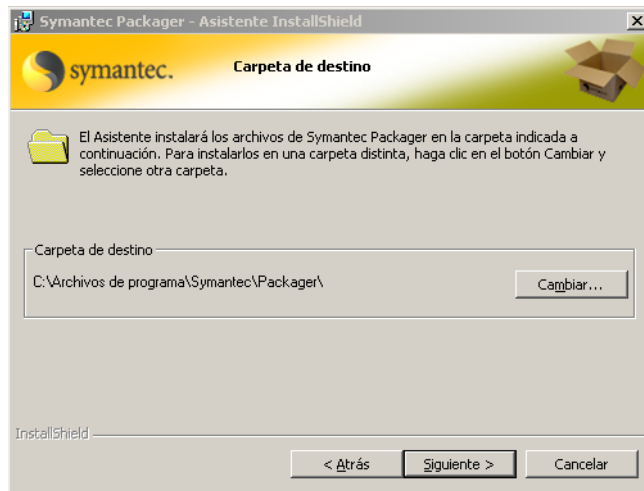 Symantec Packager - Asistente InstallShield
symantec.
Carpeta de destino
El Asistente instalará los archivos de Symantec Packager en la carpeta indicada a
continuación. Para instalarlos en una carpeta distinta, haga clic en el botón Cambiar y
seleccione otra carpeta.
Carpeta de destino
C:\Archivos de programa\Symantec\Packager\
Cambiar...
InstallShield
< Atrás
Siguiente >
Cancelar